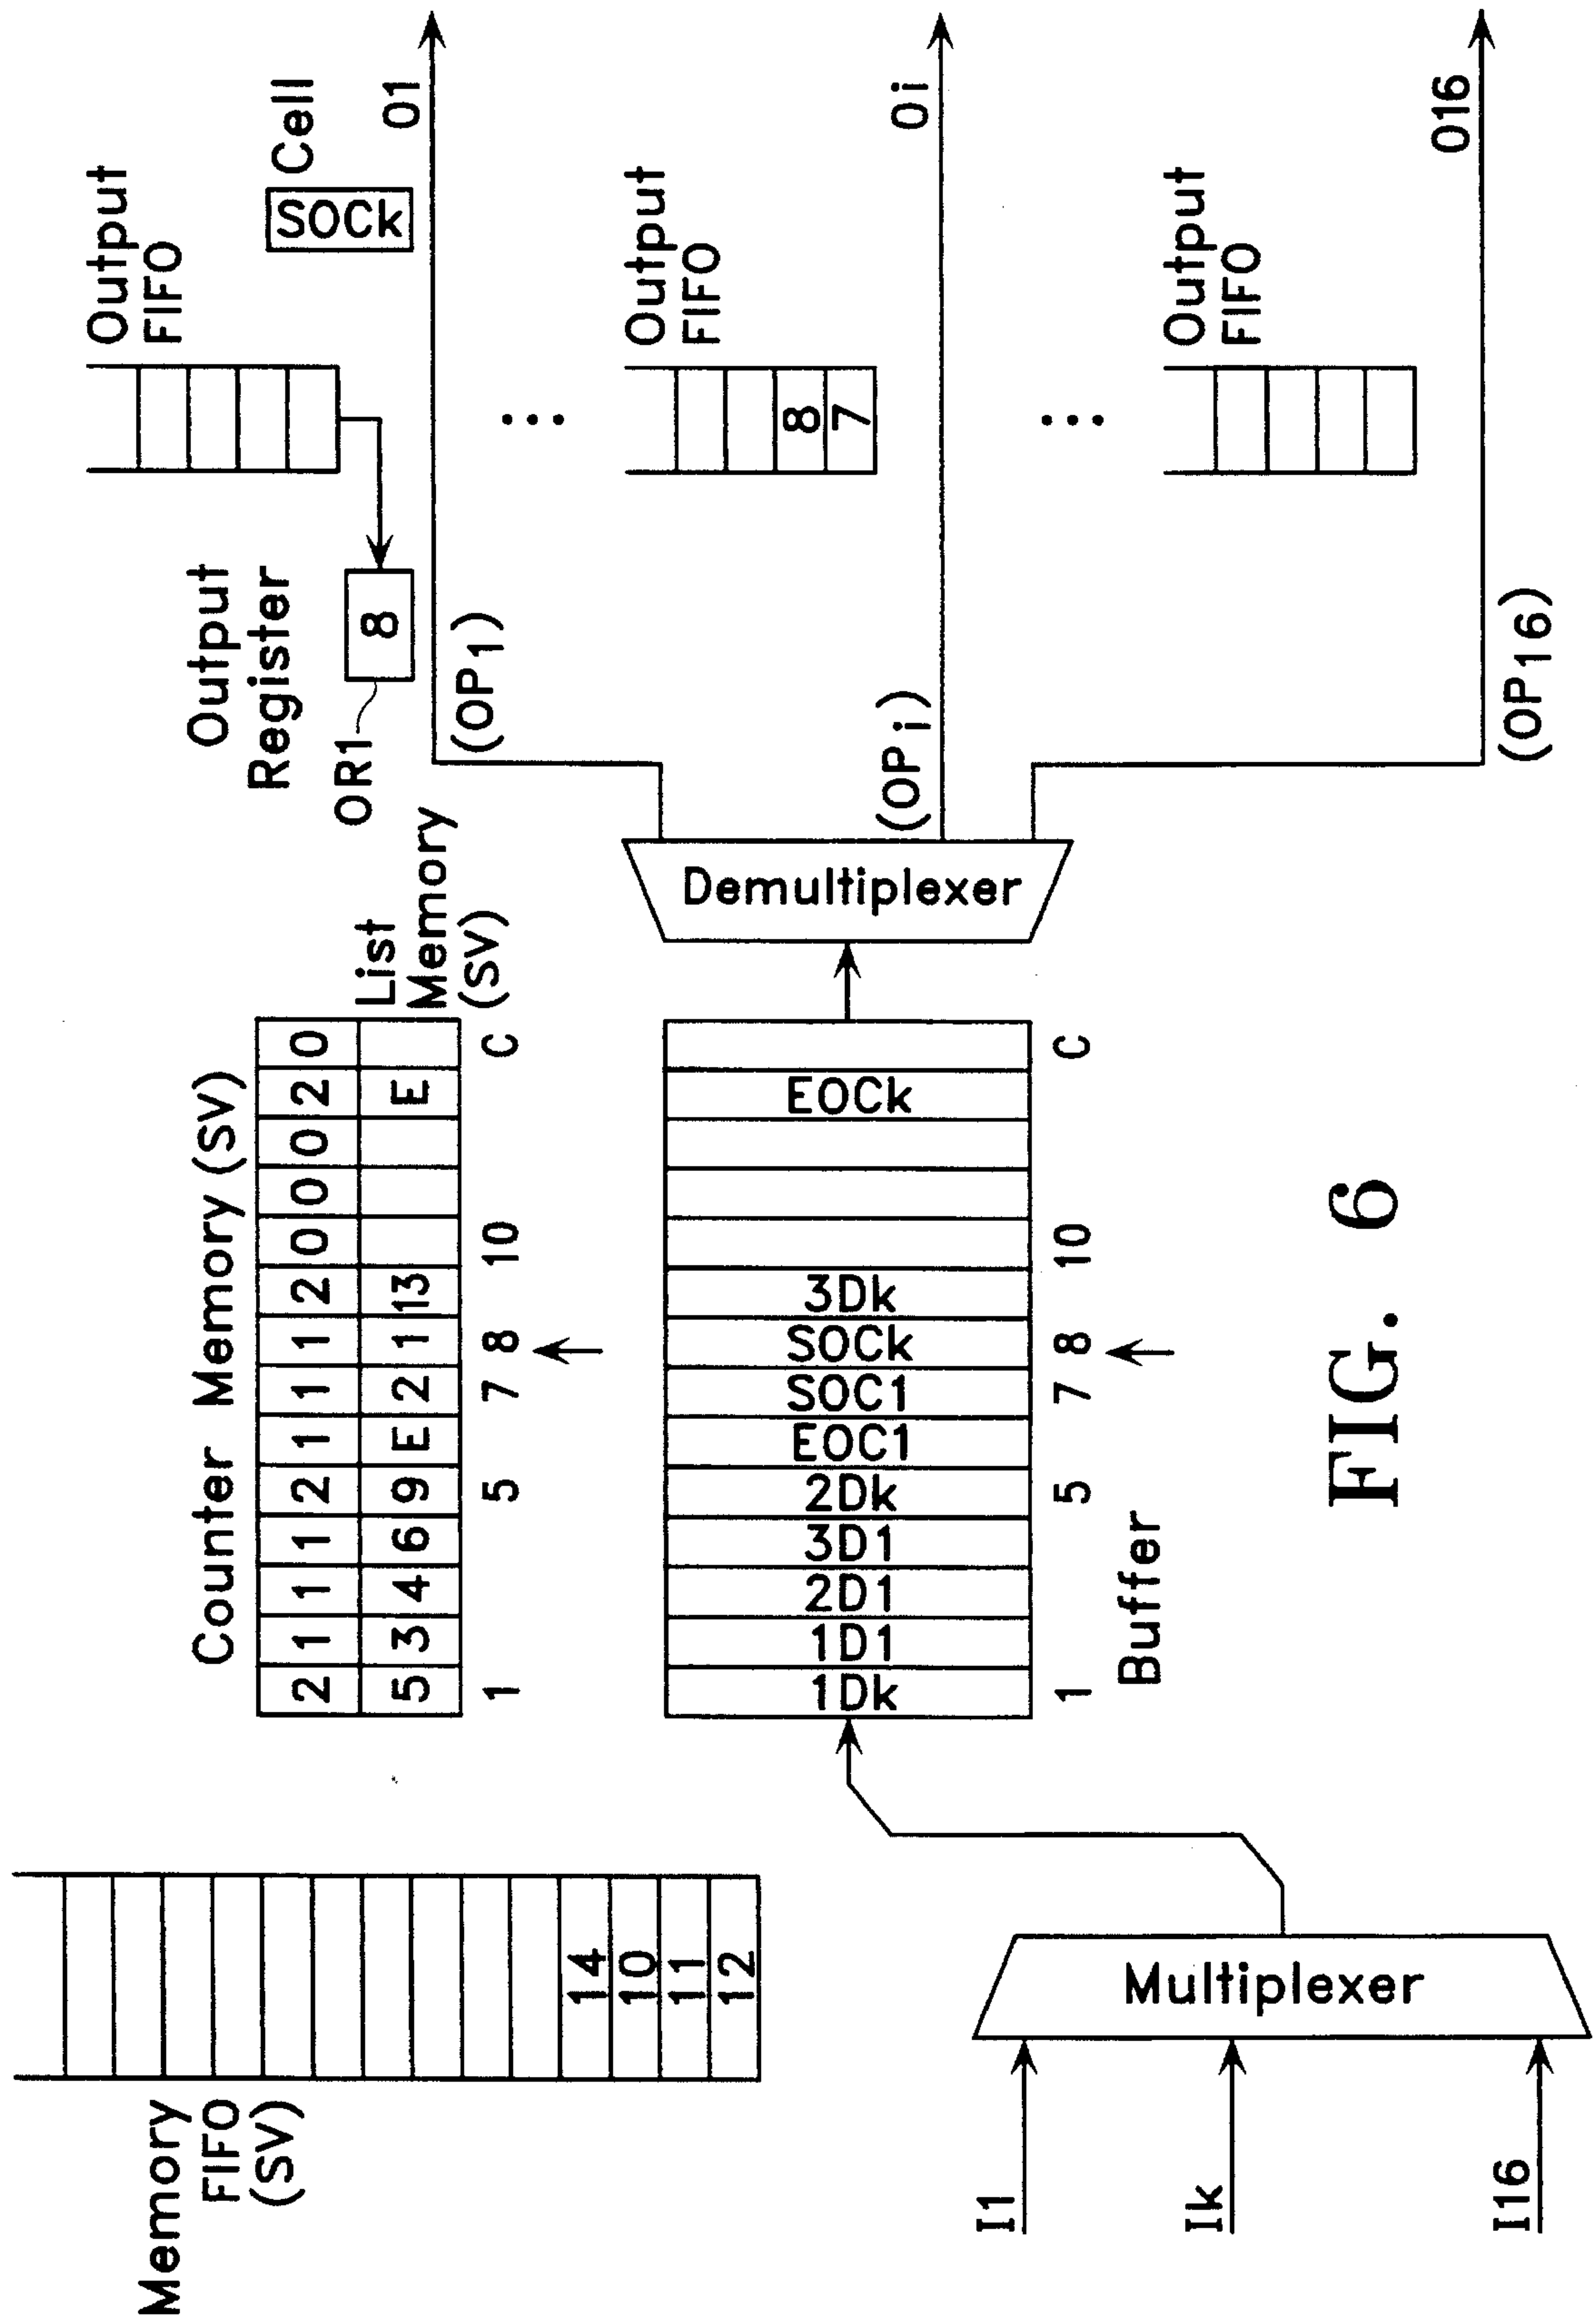 Memory
FIFO
(SV)
14
10
11
12
Counter Memory (SV)
2 1 1 1 2 1 1 1 2 0 0 0 2 0
5 3 4 6 9 E 2 1 13 E
1 5 7 8 10 C
List
Memory
(SV)
Output
Register
OR1
8
Output
FIFO
Cell
SOCk
(OP1)
O1
I1
Ik
I16
Multiplexer
1Dk 1D1 2D1 3D1 2Dk EOC1 SOC1 SOCk 3Dk EOCk
1 5 7 8 10 C
Buffer
Demultiplexer
(OPi)
Output
FIFO
8
7
Oi
Output
FIFO
(OP16)
O16
FIG. 6